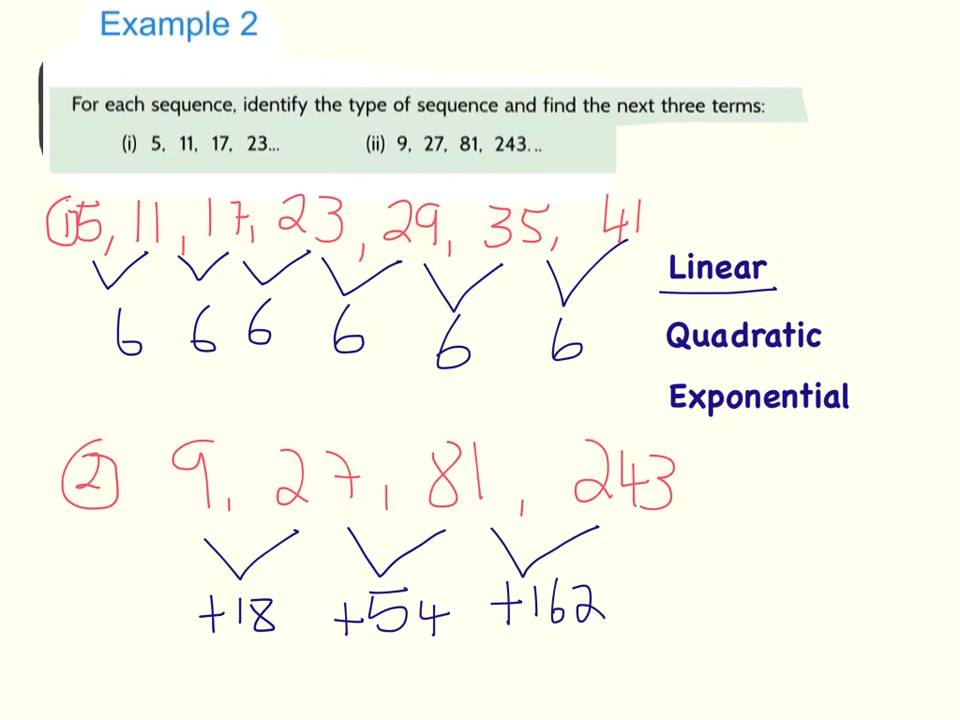 Example 2
For each sequence, identify the type of sequence and find the next three terms:
(i) 5, 11, 17, 23... (ii) 9, 27, 81, 243...
① 5, 11, 17, 23, 29, 35, 41
Linear
6 6 6 6 6 6
Quadratic
Exponential
② 9, 27, 81, 243
+18 +54 +162